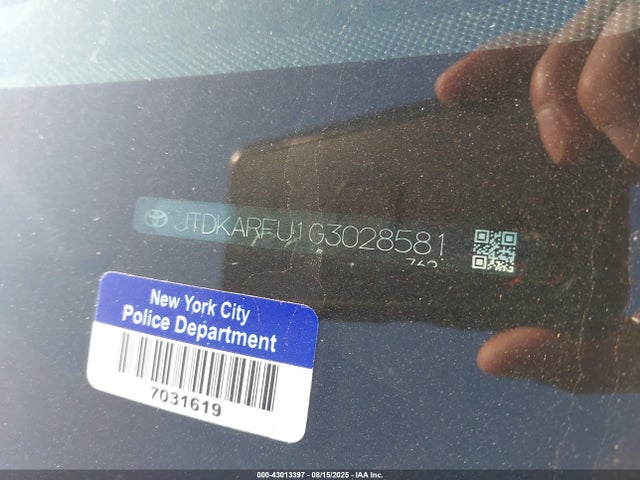 JTDKARFU1G3028581
New York City
Police Department
7031619
000-43013397 - 08/15/2025 - IAA Inc.